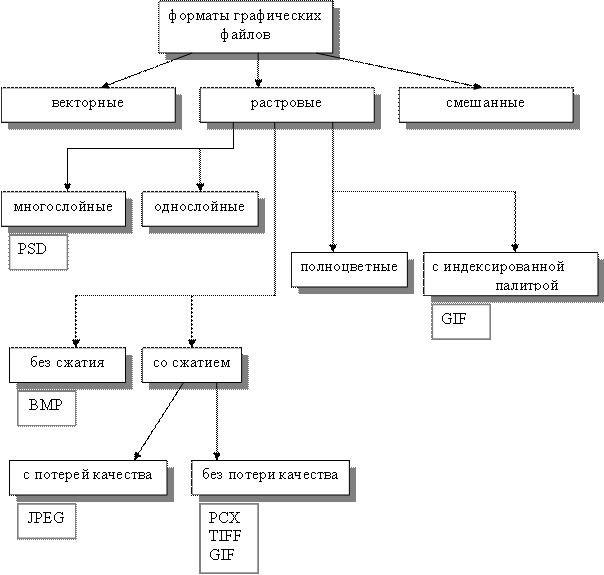 форматы графических
файлов
векторные
растровые
смешанные
многослойные
однослойные
PSD
полноцветные
с индексированной
палитрой
GIF
без сжатия
со сжатием
BMP
с потерей качества
без потери качества
JPEG
PCX
TIFF
GIF